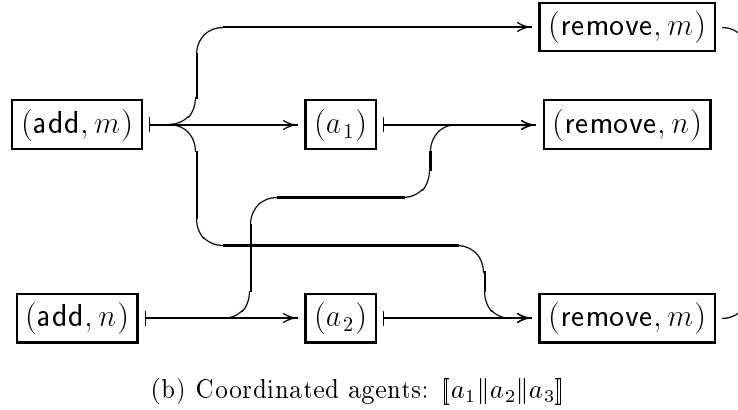 (remove, m)
(add, m) (a₁) (remove, n)
(add, n) (a₂) (remove, m)
(b) Coordinated agents: ⟦a₁‖a₂‖a₃⟧